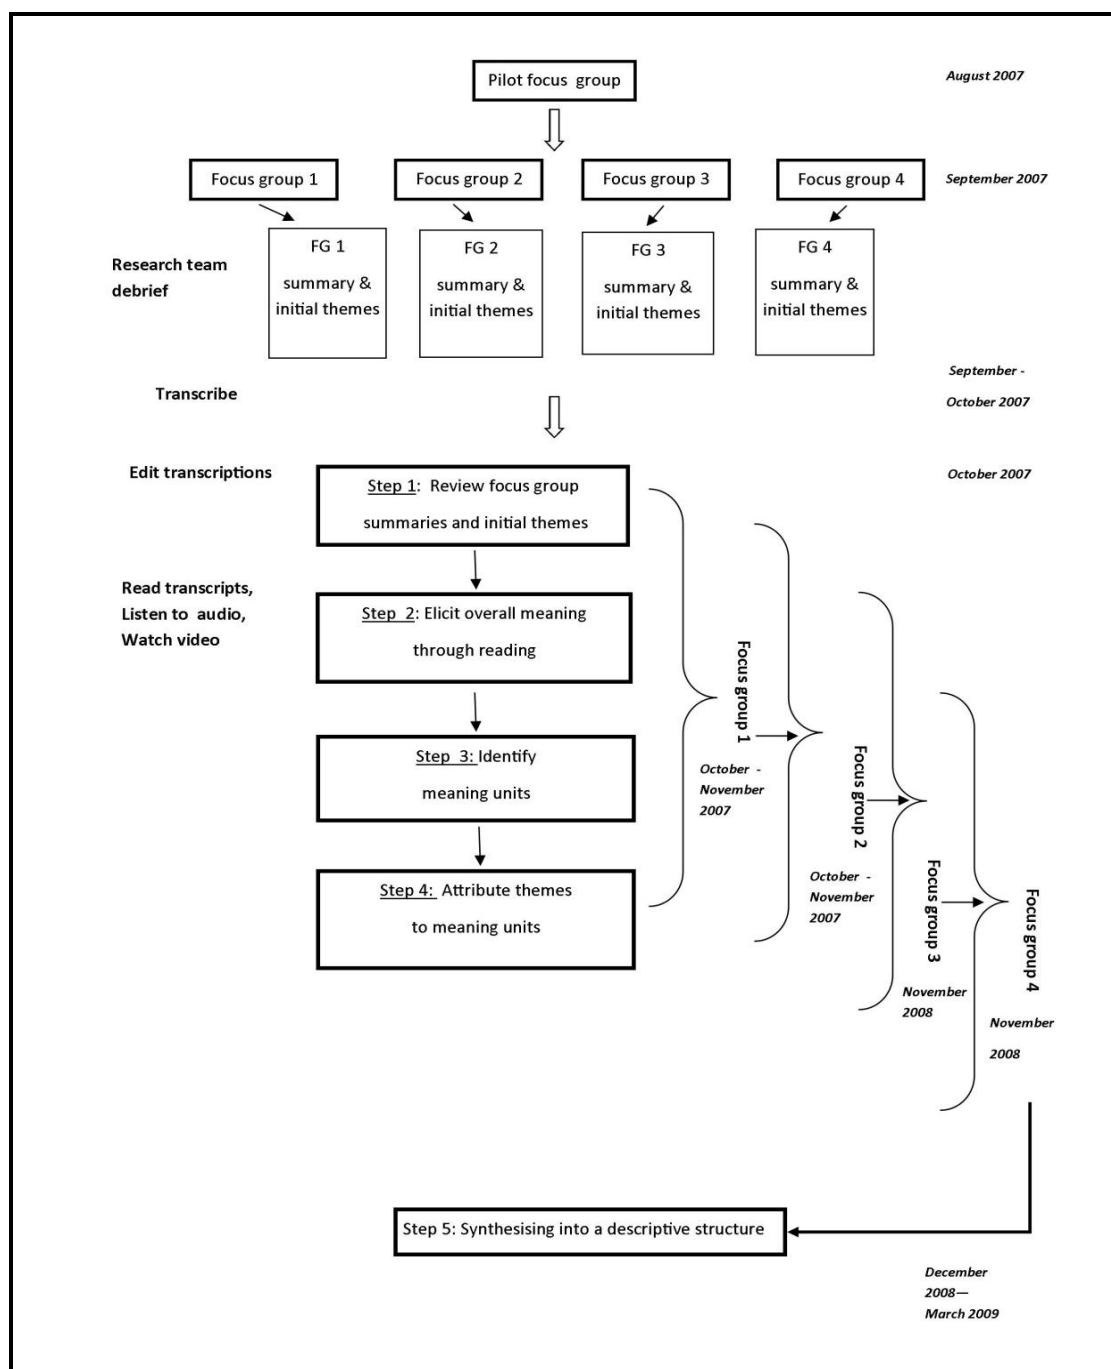 Pilot focus group
August 2007
Focus group 1
Focus group 2
Focus group 3
Focus group 4
September 2007
Research team
debrief
FG 1
summary &
initial themes
FG 2
summary &
initial themes
FG 3
summary &
initial themes
FG 4
summary &
initial themes
Transcribe
September -
October 2007
Edit transcriptions
October 2007
Step 1: Review focus group
summaries and initial themes
Read transcripts,
Listen to audio,
Watch video
Step 2: Elicit overall meaning
through reading
Step 3: Identify
meaning units
Step 4: Attribute themes
to meaning units
Focus group 1
October -
November
2007
Focus group 2
October -
November
2007
Focus group 3
November
2008
Focus group 4
November
2008
Step 5: Synthesising into a descriptive structure
December
2008—
March 2009